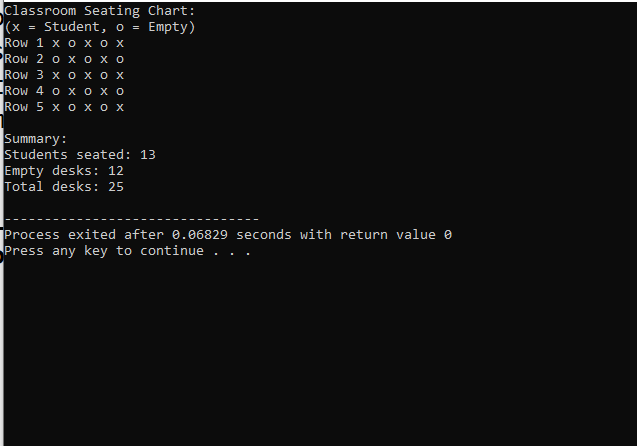 Classroom Seating Chart:
(x = Student, o = Empty)
Row 1 x o x o x
Row 2 o x o x o
Row 3 x o x o x
Row 4 o x o x o
Row 5 x o x o x
Summary:
Students seated: 13
Empty desks: 12
Total desks: 25
--------------------------------
Process exited after 0.06829 seconds with return value 0
Press any key to continue . . .